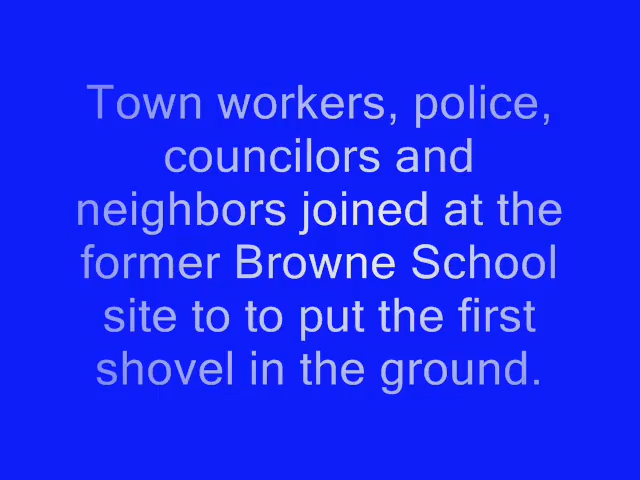 Town workers, police,
councilors and
neighbors joined at the
former Browne School
site to to put the first
shovel in the ground.